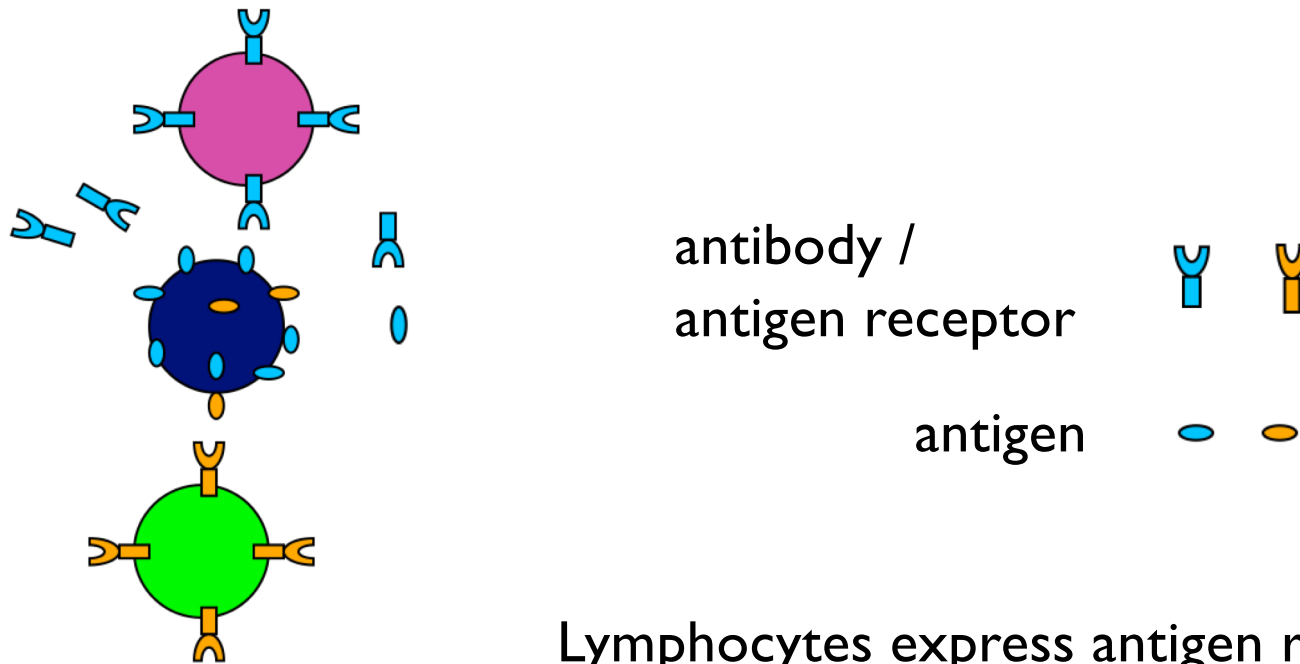 antibody /
antigen receptor
antigen
Lymphocytes express antigen